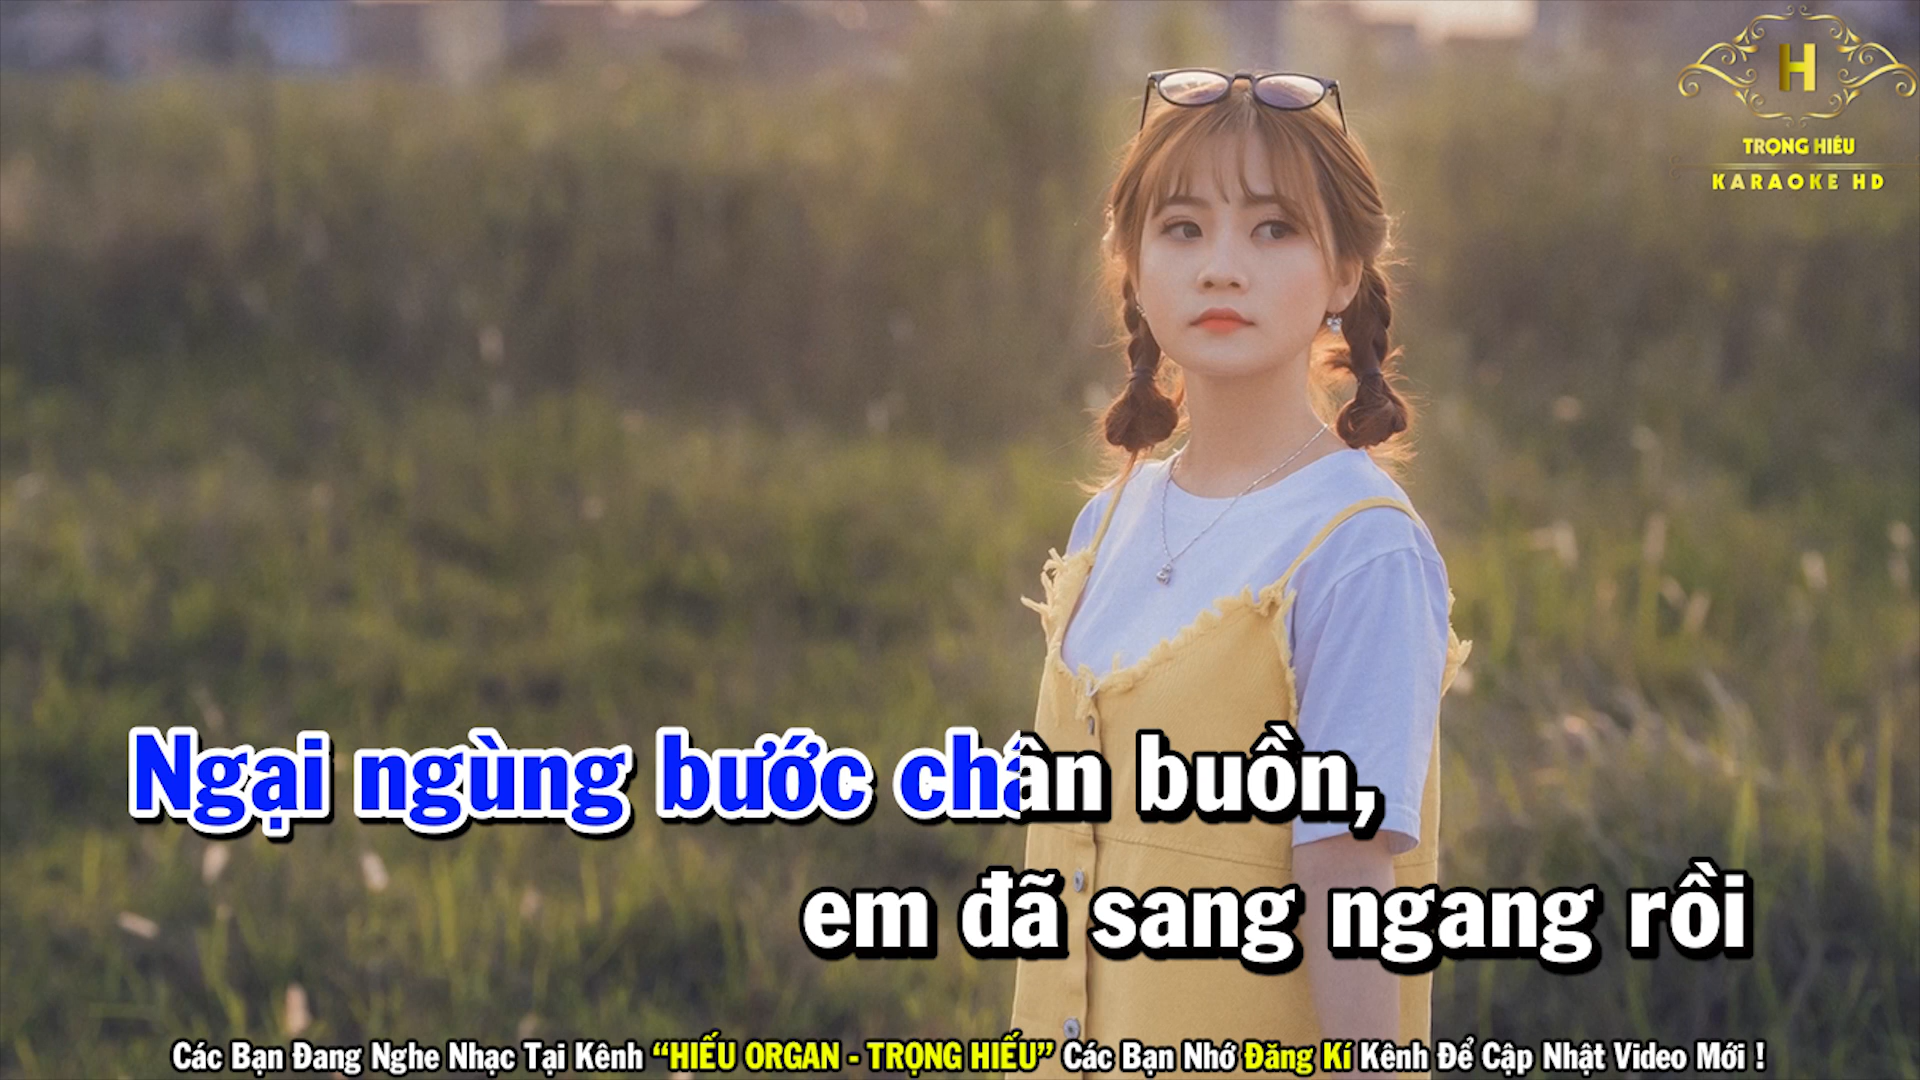 H
TRỌNG HIẾU
KARAOKE HD
Ngại ngùng bước chân buồn,
em đã sang ngang rồi
Các Bạn Đang Nghe Nhạc Tại Kênh “HIẾU ORGAN - TRỌNG HIẾU” Các Bạn Nhớ Đăng Kí Kênh Để Cập Nhật Video Mới !